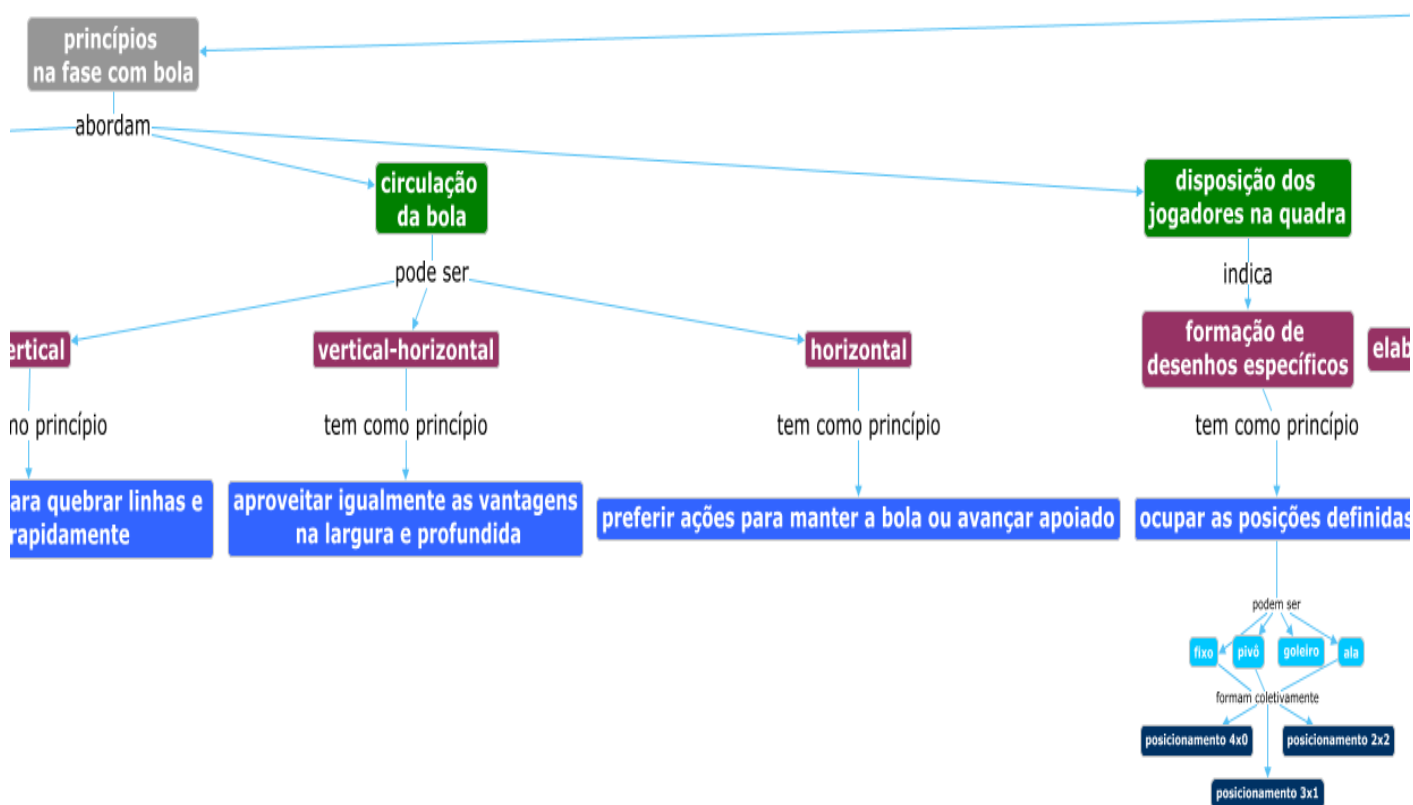 princípios
na fase com bola
abordam
circulação
da bola
disposição dos
jogadores na quadra
pode ser
indica
ertical
vertical-horizontal
horizontal
formação de
desenhos específicos
elab
no princípio
tem como princípio
tem como princípio
tem como princípio
ara quebrar linhas e
rapidamente
aproveitar igualmente as vantagens
na largura e profundida
preferir ações para manter a bola ou avançar apoiado
ocupar as posições definidas
podem ser
fixo
pivô
goleiro
ala
formam coletivamente
posicionamento 4x0
posicionamento 2x2
posicionamento 3x1